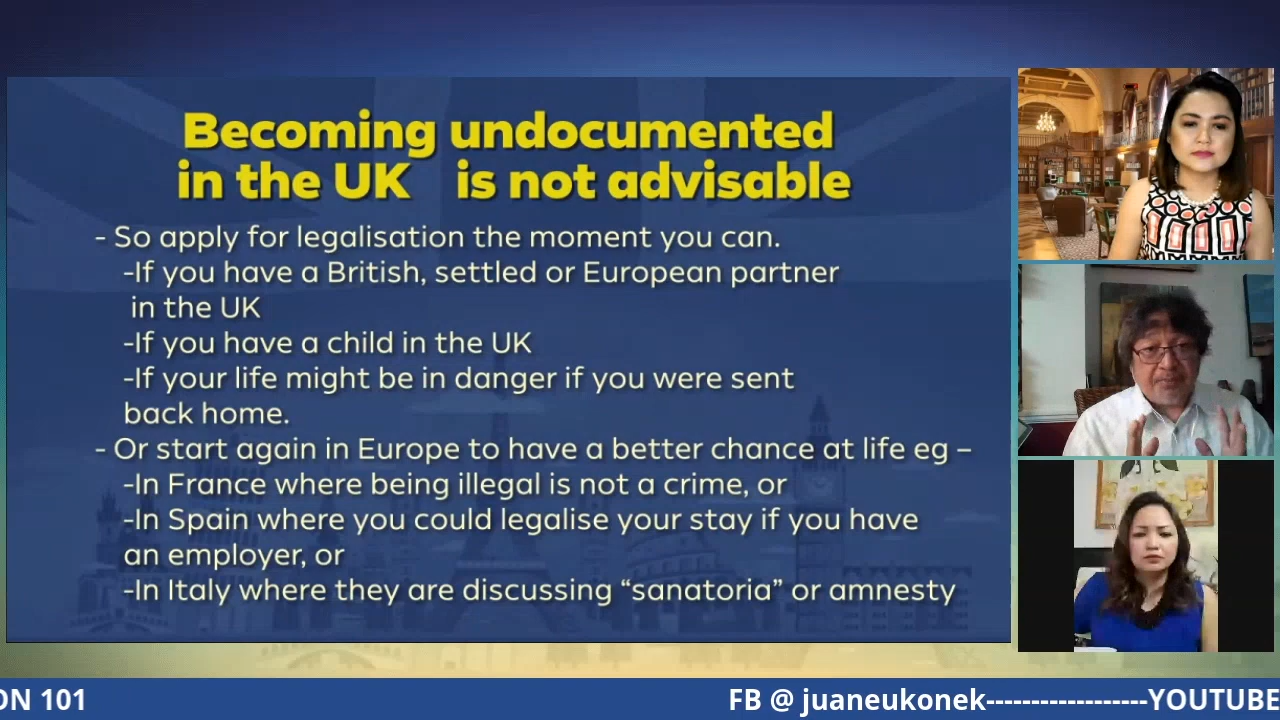 Becoming undocumented
in the UK is not advisable
- So apply for legalisation the moment you can.
-If you have a British, settled or European partner
in the UK
-If you have a child in the UK
-If your life might be in danger if you were sent
back home.
- Or start again in Europe to have a better chance at life eg –
-In France where being illegal is not a crime, or
-In Spain where you could legalise your stay if you have
an employer, or
-In Italy where they are discussing “sanatoria” or amnesty
ON 101 FB @ juaneukonek------------------YOUTUBE